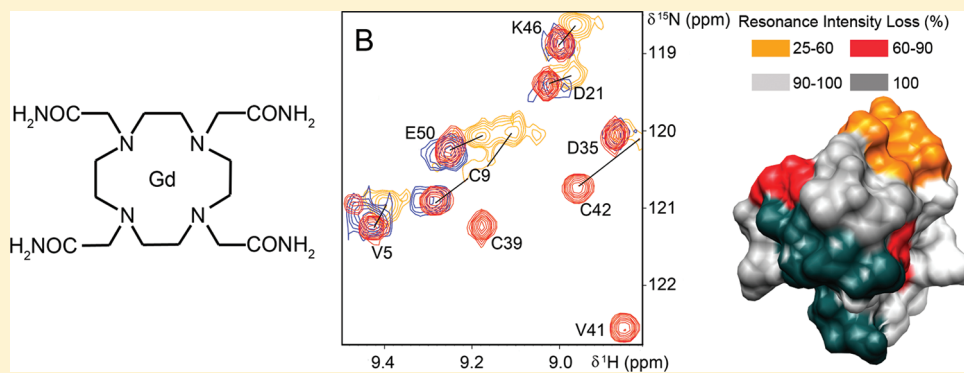 H₂NOC
CONH₂
N
N
Gd
N
N
H₂NOC
CONH₂
B
δ¹⁵N (ppm)
K46
119
D21
E50
120
D35
C9
C42
121
V5
C39
122
V41
9.4
9.2
9.0
δ¹H (ppm)
Resonance Intensity Loss (%)
25-60
60-90
90-100
100